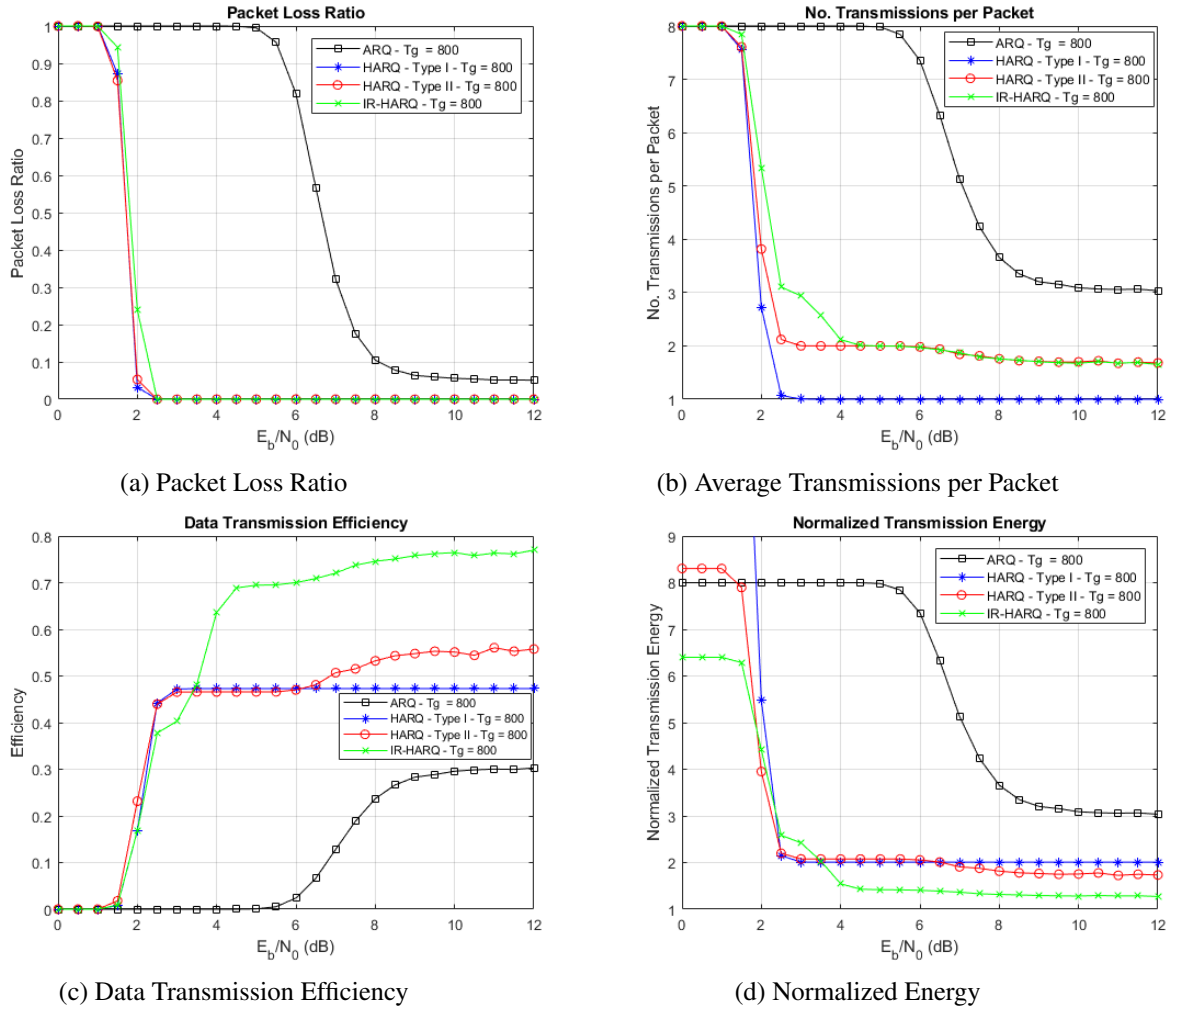 Packet Loss Ratio
1
0.9
0.8
0.7
0.6
0.5
0.4
0.3
0.2
0.1
0
Packet Loss Ratio
ARQ - Tg = 800
HARQ - Type I - Tg = 800
HARQ - Type II - Tg = 800
IR-HARQ - Tg = 800
0 2 4 6 8 10 12
E_b/N_0 (dB)
(a) Packet Loss Ratio
No. Transmissions per Packet
8
7
6
5
4
3
2
1
No. Transmissions per Packet
ARQ - Tg = 800
HARQ - Type I - Tg = 800
HARQ - Type II - Tg = 800
IR-HARQ - Tg = 800
0 2 4 6 8 10 12
E_b/N_0 (dB)
(b) Average Transmissions per Packet
Data Transmission Efficiency
0.8
0.7
0.6
0.5
0.4
0.3
0.2
0.1
0
Efficiency
ARQ - Tg = 800
HARQ - Type I - Tg = 800
HARQ - Type II - Tg = 800
IR-HARQ - Tg = 800
0 2 4 6 8 10 12
E_b/N_0 (dB)
(c) Data Transmission Efficiency
Normalized Transmission Energy
9
8
7
6
5
4
3
2
1
Normalized Transmission Energy
ARQ - Tg = 800
HARQ - Type I - Tg = 800
HARQ - Type II - Tg = 800
IR-HARQ - Tg = 800
0 2 4 6 8 10 12
E_b/N_0 (dB)
(d) Normalized Energy